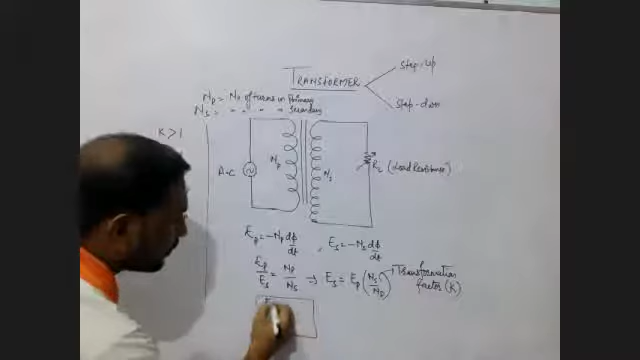 TRANSFORMER
Step-up
Step-down
Np = No of turns in Primary
Ns = " " " " Secondary
K>1
A·C
Np
Ns
RL (Load Resistance)
Ep = -Np dφ/dt , Es = -Ns dφ/dt
Ep/Es = Np/Ns → Es = Ep (Ns/Np) Transformation
factor (K)